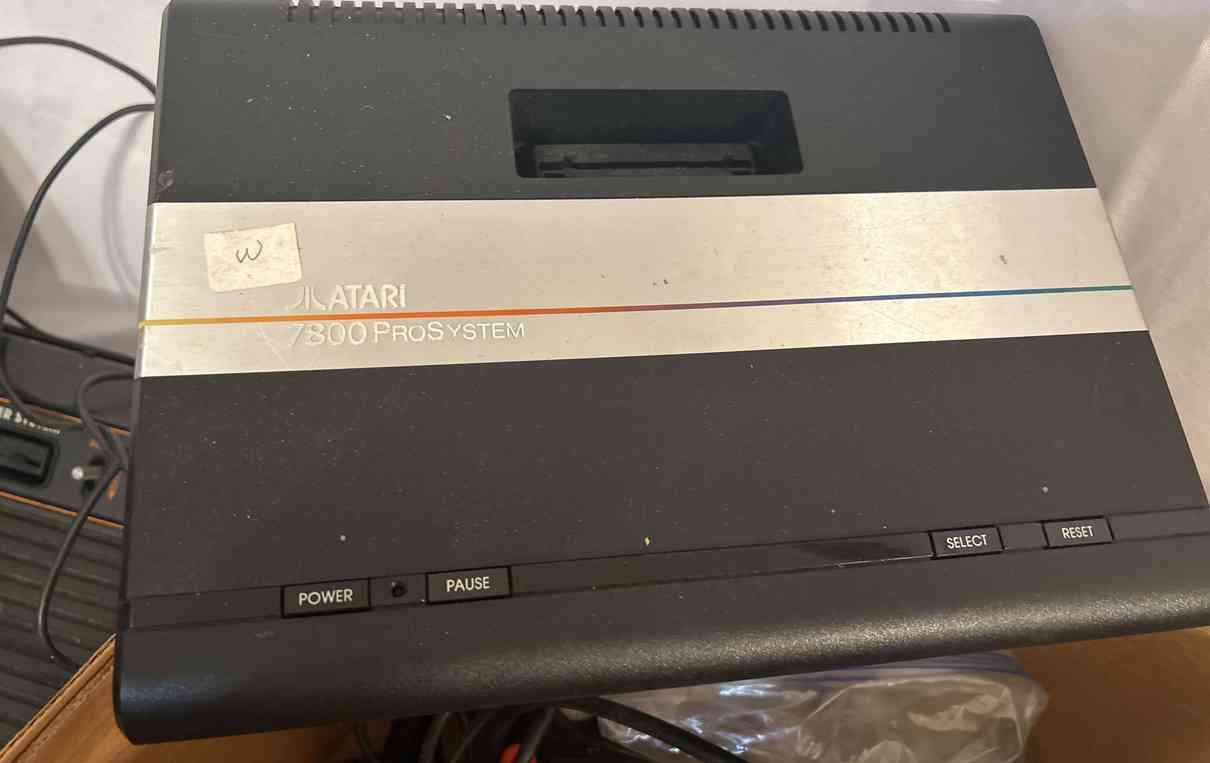 W
ATARI
7800 PROSYSTEM
POWER
PAUSE
SELECT
RESET